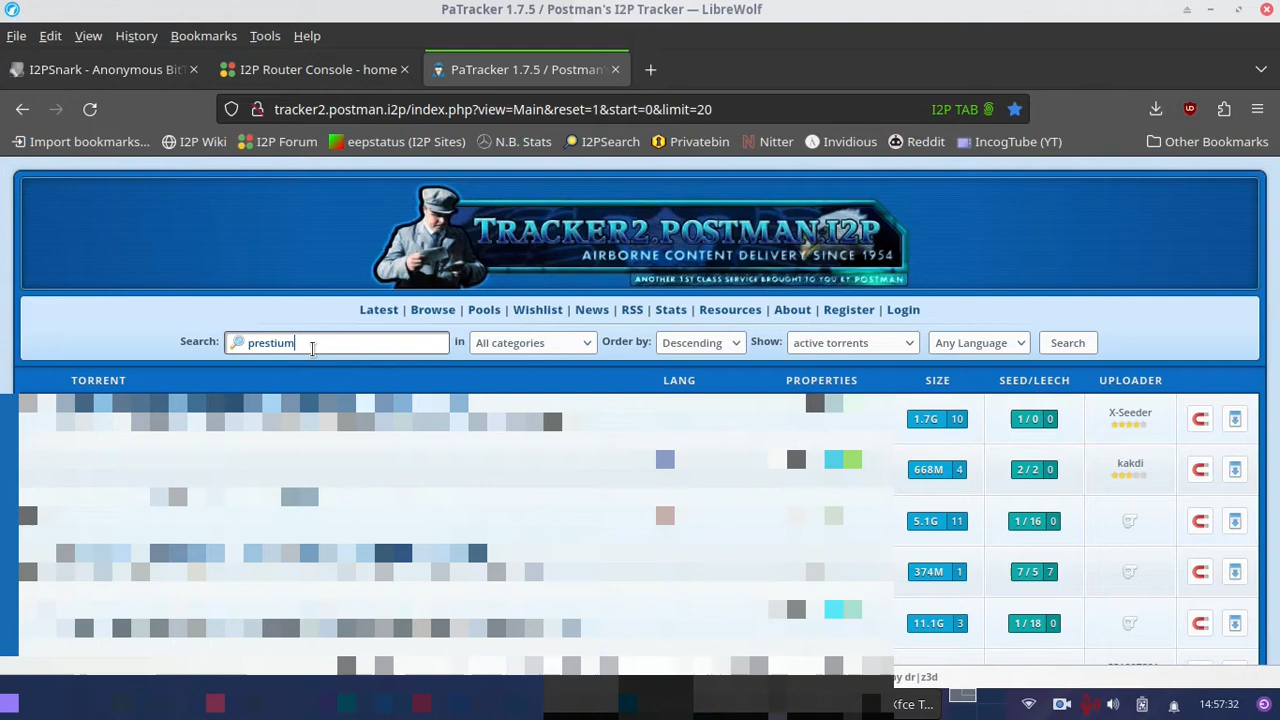 PaTracker 1.7.5 / Postman's I2P Tracker — LibreWolf
File Edit View History Bookmarks Tools Help
I2PSnark - Anonymous BitT
I2P Router Console - home
PaTracker 1.7.5 / Postman's
tracker2.postman.i2p/index.php?view=Main&reset=1&start=0&limit=20
I2P TAB
Import bookmarks... I2P Wiki I2P Forum eepstatus (I2P Sites) N.B. Stats I2PSearch Privatebin Nitter Invidious Reddit IncogTube (YT) Other Bookmarks
TRACKER2.POSTMAN.I2P
AIRBORNE CONTENT DELIVERY SINCE 1954
ANOTHER 1ST CLASS SERVICE BROUGHT TO YOU BY POSTMAN
Latest | Browse | Pools | Wishlist | News | RSS | Stats | Resources | About | Register | Login
Search: prestium in All categories Order by: Descending Show: active torrents Any Language Search
TORRENT LANG PROPERTIES SIZE SEED/LEECH UPLOADER
1.7G 10 1 / 0 0 X-Seeder
668M 4 2 / 2 0 kakdi
5.1G 11 1 / 16 0
374M 1 7 / 5 7
11.1G 3 1 / 18 0
by dr|z3d
Xfce T...
14:57:32